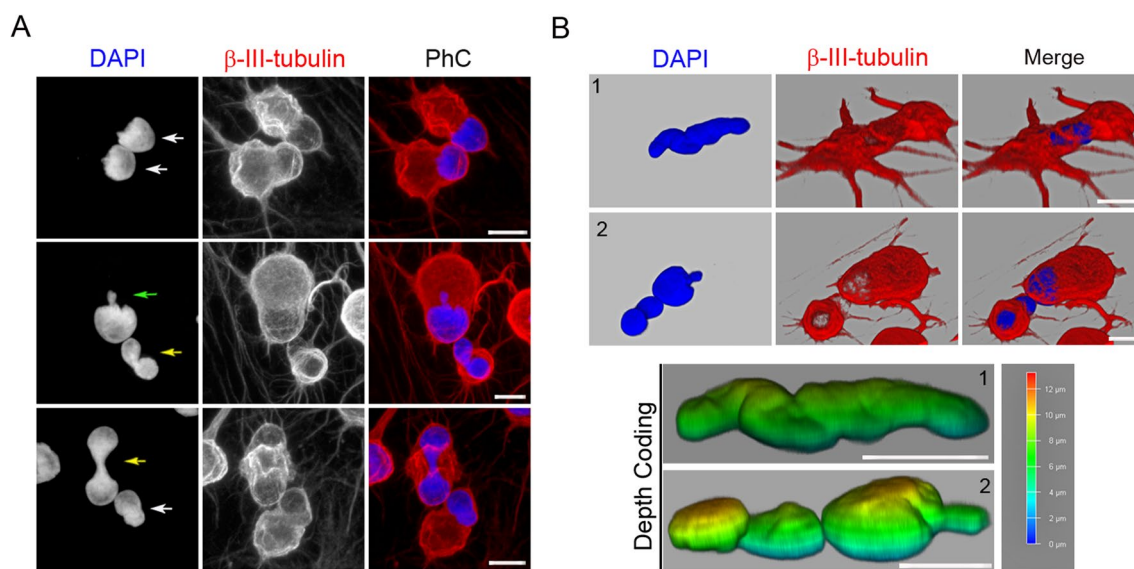 A
DAPI β-III-tubulin PhC
B
DAPI β-III-tubulin Merge
1
2
Depth Coding
1
2
12 µm
10 µm
8 µm
6 µm
4 µm
2 µm
0 µm